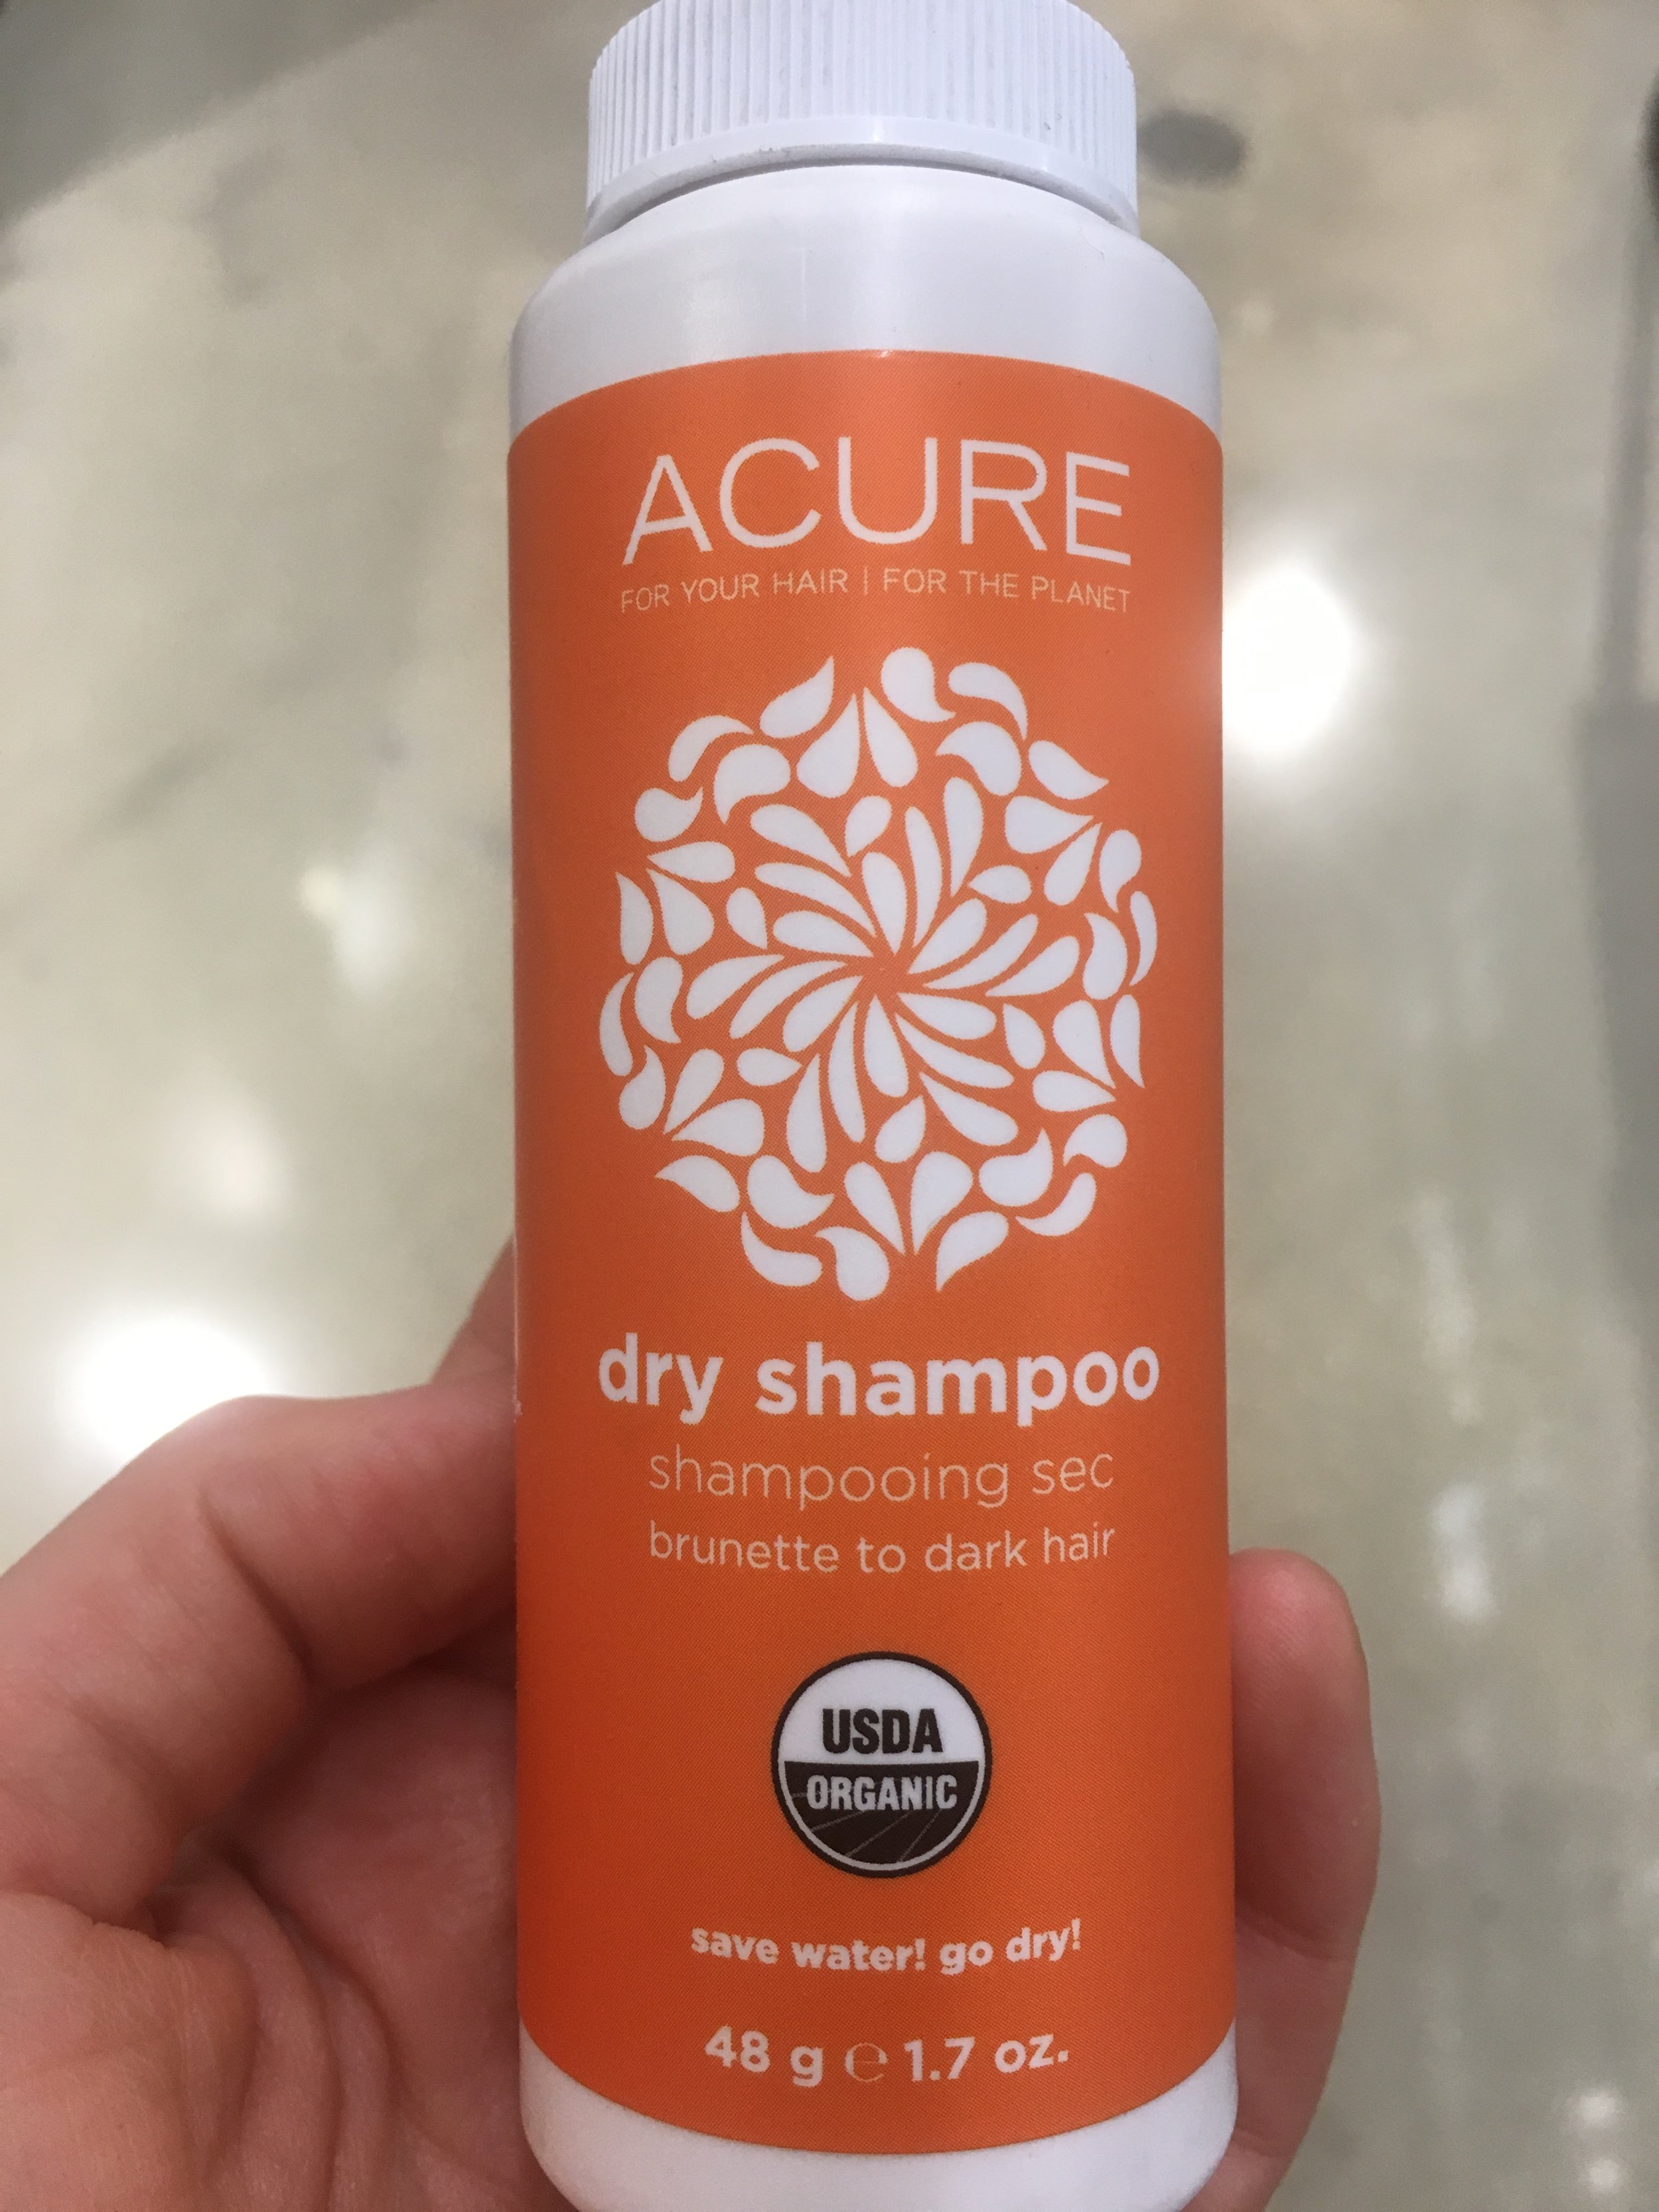 ACURE
FOR YOUR HAIR | FOR THE PLANET
dry shampoo
shampooing sec
brunette to dark hair
USDA
ORGANIC
save water! go dry!
48 g ℮ 1.7 oz.